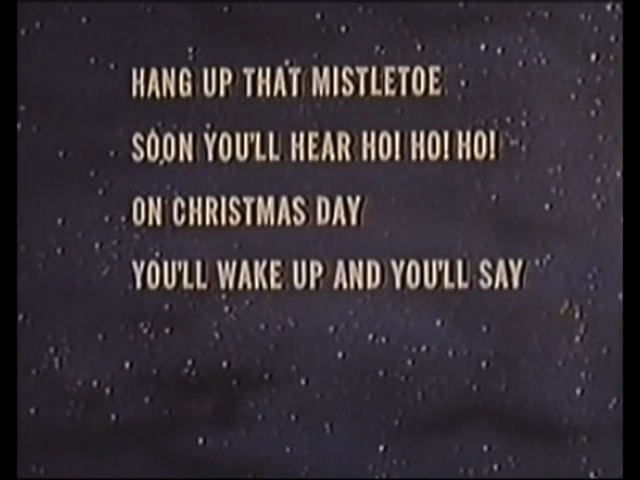 HANG UP THAT MISTLETOE
SOON YOU'LL HEAR HO! HO! HO!
ON CHRISTMAS DAY
YOU'LL WAKE UP AND YOU'LL SAY